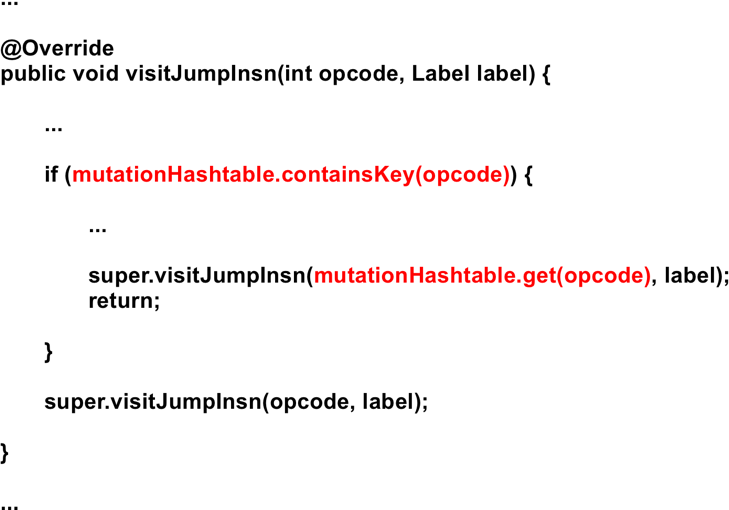 ...
@Override
public void visitJumpInsn(int opcode, Label label) {
...
if (mutationHashtable.containsKey(opcode)) {
...
super.visitJumpInsn(mutationHashtable.get(opcode), label);
return;
}
super.visitJumpInsn(opcode, label);
}
...